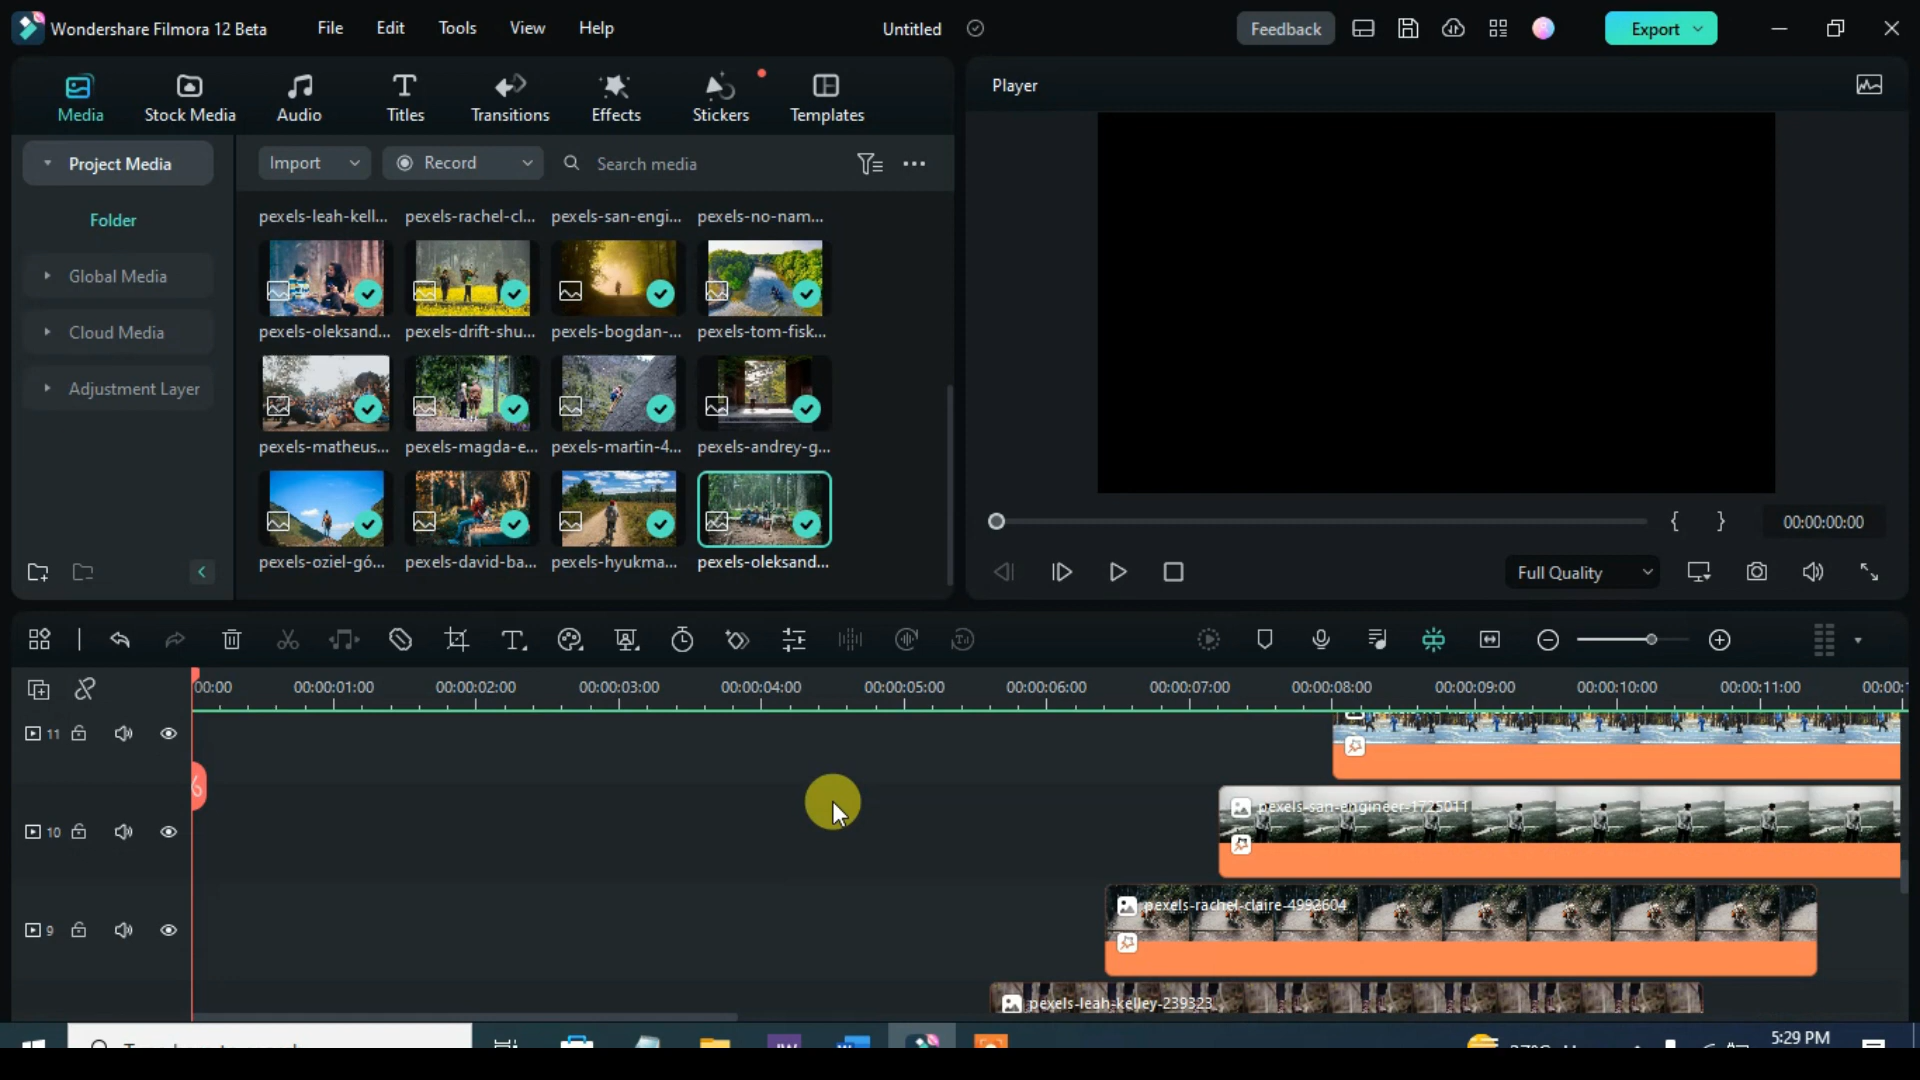 Wondershare Filmora 12 Beta
File Edit Tools View Help
Untitled
Feedback
Export
Media
Stock Media
Audio
Titles
Transitions
Effects
Stickers
Templates
Player
Project Media
Import
Record
Search media
Folder
Global Media
Cloud Media
Adjustment Layer
pexels-leah-kell... pexels-rachel-cl... pexels-san-engi... pexels-no-nam...
pexels-oleksand... pexels-drift-shu... pexels-bogdan-... pexels-tom-fisk...
pexels-matheus... pexels-magda-e... pexels-martin-4... pexels-andrey-g...
pexels-oziel-gó... pexels-david-ba... pexels-hyukma... pexels-oleksand...
00:00:00:00
Full Quality
00:00 00:00:01:00 00:00:02:00 00:00:03:00 00:00:04:00 00:00:05:00 00:00:06:00 00:00:07:00 00:00:08:00 00:00:09:00 00:00:10:00 00:00:11:00 00:00:
11
10
pexels-san-engineer-1725011
9
pexels-rachel-claire-4992604
pexels-leah-kelley-239323
5:29 PM